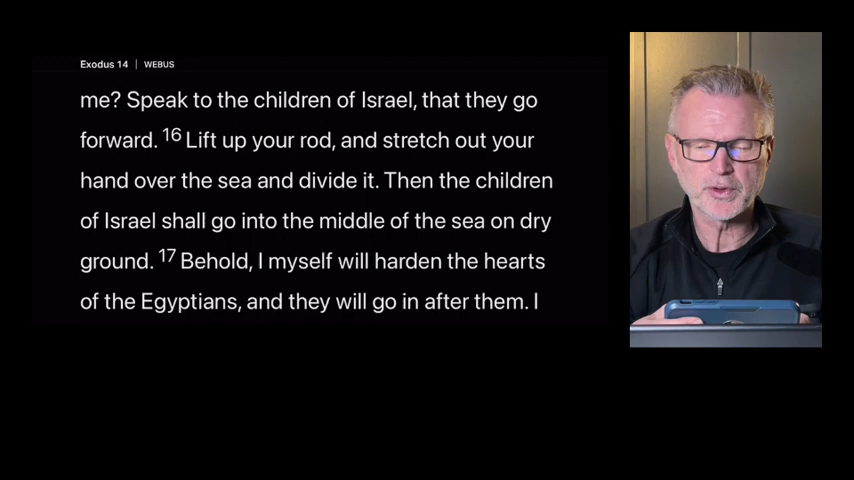 Exodus 14 | WEBUS
me? Speak to the children of Israel, that they go
forward. 16 Lift up your rod, and stretch out your
hand over the sea and divide it. Then the children
of Israel shall go into the middle of the sea on dry
ground. 17 Behold, I myself will harden the hearts
of the Egyptians, and they will go in after them. I